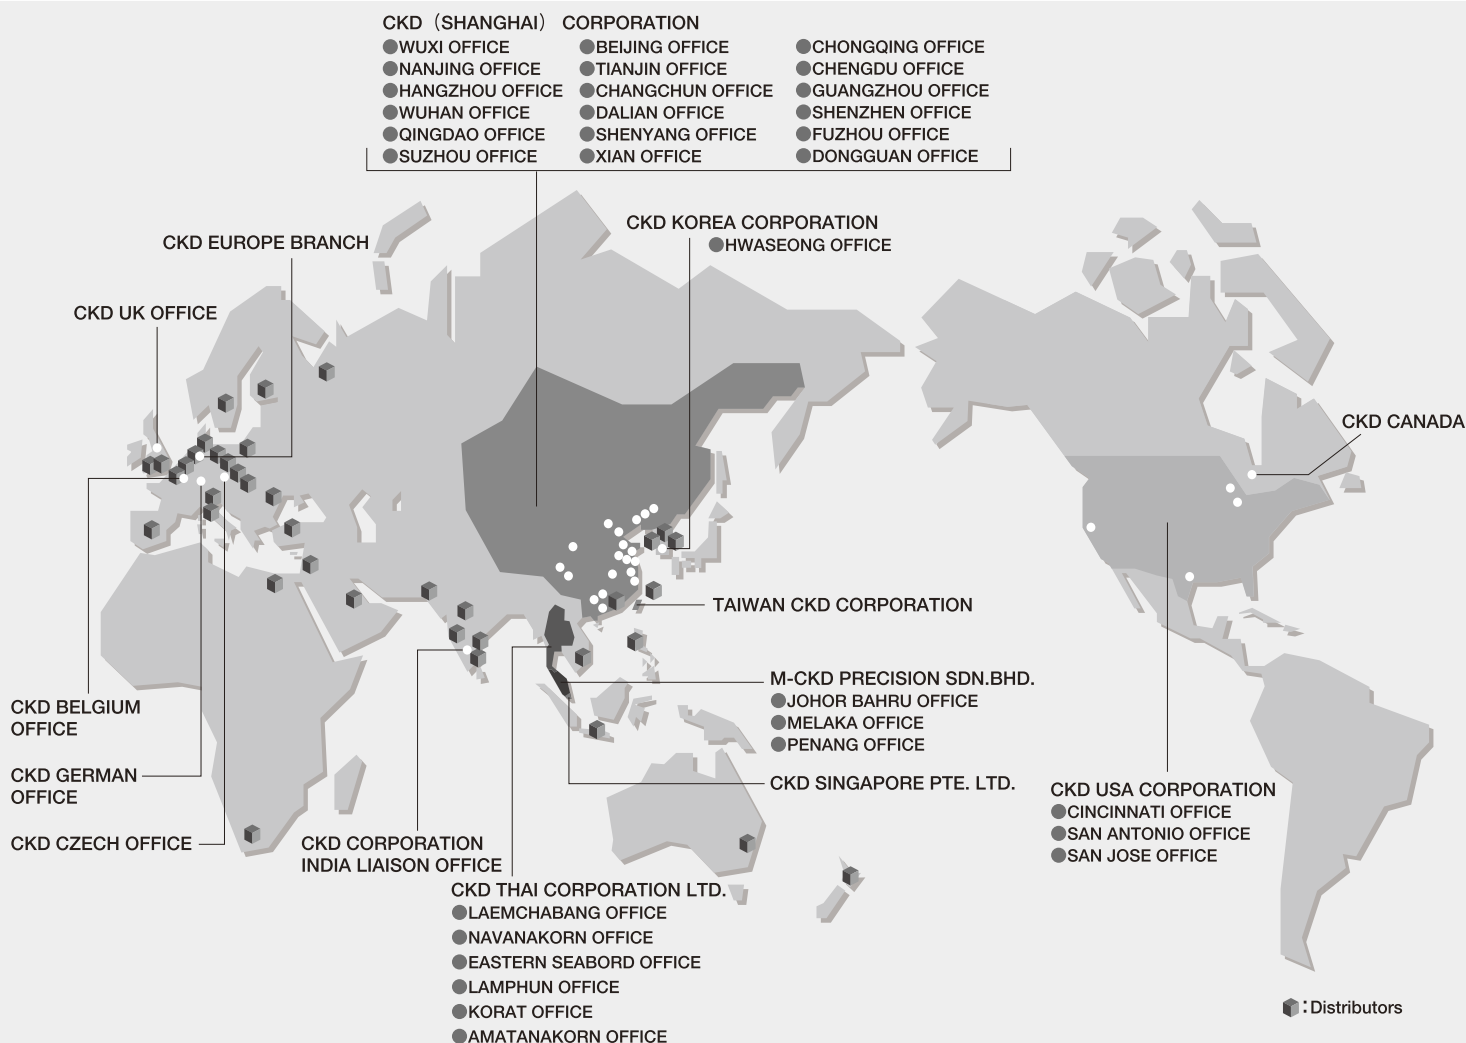 CKD（SHANGHAI） CORPORATION
●WUXI OFFICE
●NANJING OFFICE
●HANGZHOU OFFICE
●WUHAN OFFICE
●QINGDAO OFFICE
●SUZHOU OFFICE
●BEIJING OFFICE
●TIANJIN OFFICE
●CHANGCHUN OFFICE
●DALIAN OFFICE
●SHENYANG OFFICE
●XIAN OFFICE
●CHONGQING OFFICE
●CHENGDU OFFICE
●GUANGZHOU OFFICE
●SHENZHEN OFFICE
●FUZHOU OFFICE
●DONGGUAN OFFICE
CKD KOREA CORPORATION
●HWASEONG OFFICE
CKD EUROPE BRANCH
CKD UK OFFICE
CKD CANADA
TAIWAN CKD CORPORATION
M-CKD PRECISION SDN.BHD.
●JOHOR BAHRU OFFICE
●MELAKA OFFICE
●PENANG OFFICE
CKD SINGAPORE PTE. LTD.
CKD BELGIUM
OFFICE
CKD GERMAN
OFFICE
CKD CZECH OFFICE
CKD CORPORATION
INDIA LIAISON OFFICE
CKD THAI CORPORATION LTD.
●LAEMCHABANG OFFICE
●NAVANAKORN OFFICE
●EASTERN SEABORD OFFICE
●LAMPHUN OFFICE
●KORAT OFFICE
●AMATANAKORN OFFICE
CKD USA CORPORATION
●CINCINNATI OFFICE
●SAN ANTONIO OFFICE
●SAN JOSE OFFICE
：Distributors